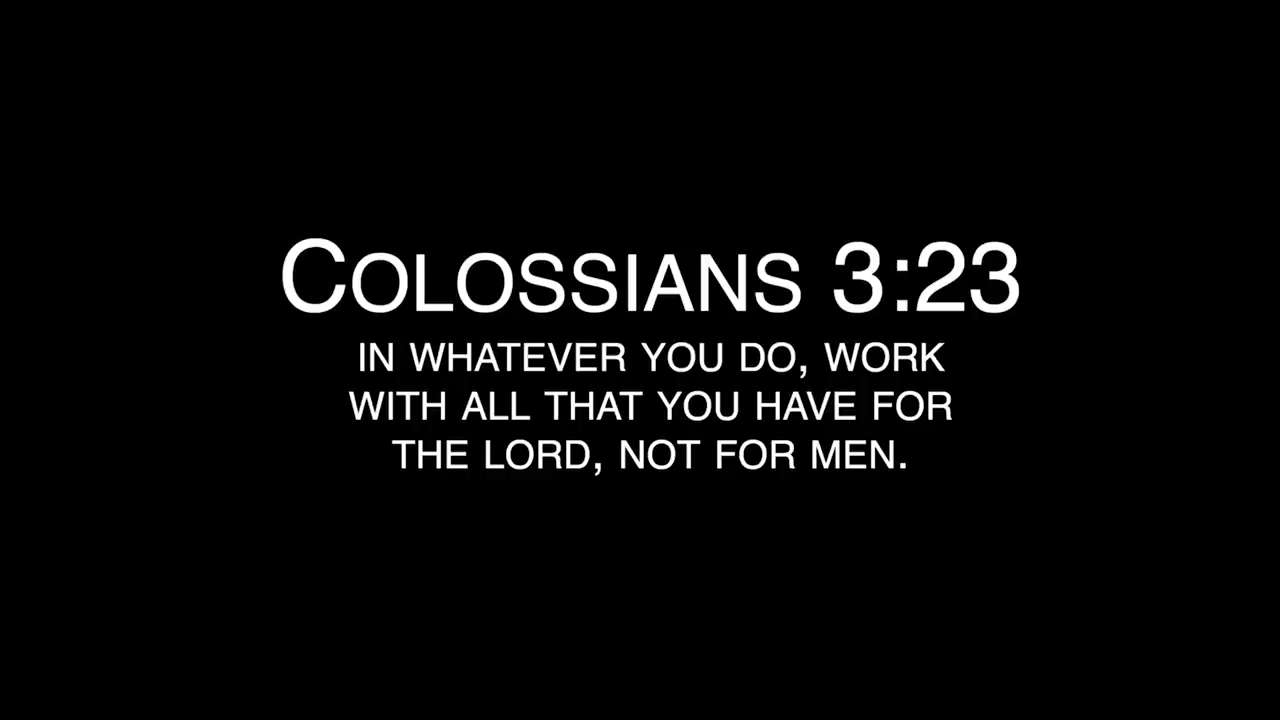 COLOSSIANS 3:23
IN WHATEVER YOU DO, WORK
WITH ALL THAT YOU HAVE FOR
THE LORD, NOT FOR MEN.